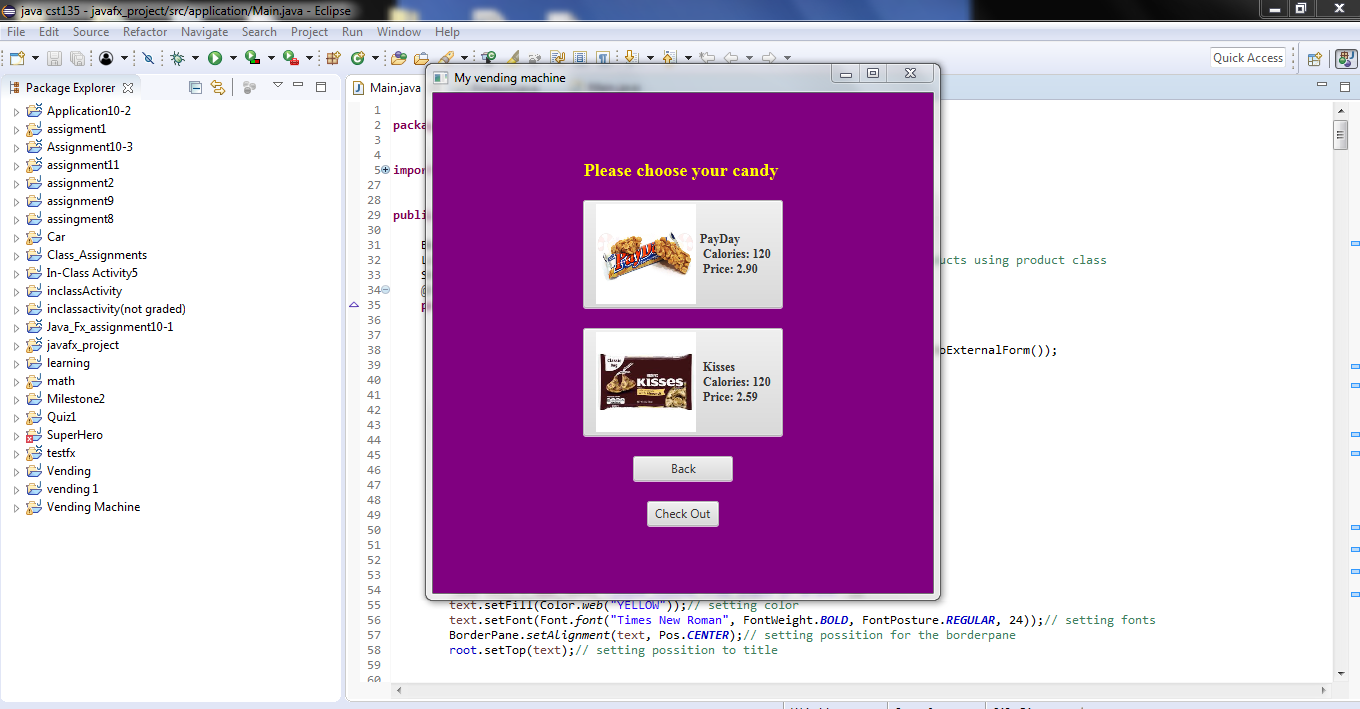 java cst135 - javafx_project/src/application/Main.java - Eclipse
File Edit Source Refactor Navigate Search Project Run Window Help
Quick Access
Package Explorer
Application10-2
assigment1
Assignment10-3
assignment11
assignment2
assignment9
assingment8
Car
Class_Assignments
In-Class Activity5
inclassActivity
inclassactivity(not graded)
Java_Fx_assignment10-1
javafx_project
learning
math
Milestone2
Quiz1
SuperHero
testfx
Vending
vending 1
Vending Machine
Main.java
1
2 packa
3
4
5 impor
27
28
29 publi
30
31
32 ucts using product class
33
34
35
36
37
38 oExternalForm());
39
40
41
42
43
44
45
46
47
48
49
50
51
52
53
54
55 text.setFill(Color.web("YELLOW"));// setting color
56 text.setFont(Font.font("Times New Roman", FontWeight.BOLD, FontPosture.REGULAR, 24));// setting fonts
57 BorderPane.setAlignment(text, Pos.CENTER);// setting possition for the borderpane
58 root.setTop(text);// setting possition to title
59
60
My vending machine
Please choose your candy
PayDay
Calories: 120
Price: 2.90
KISSES
Kisses
Calories: 120
Price: 2.59
Back
Check Out